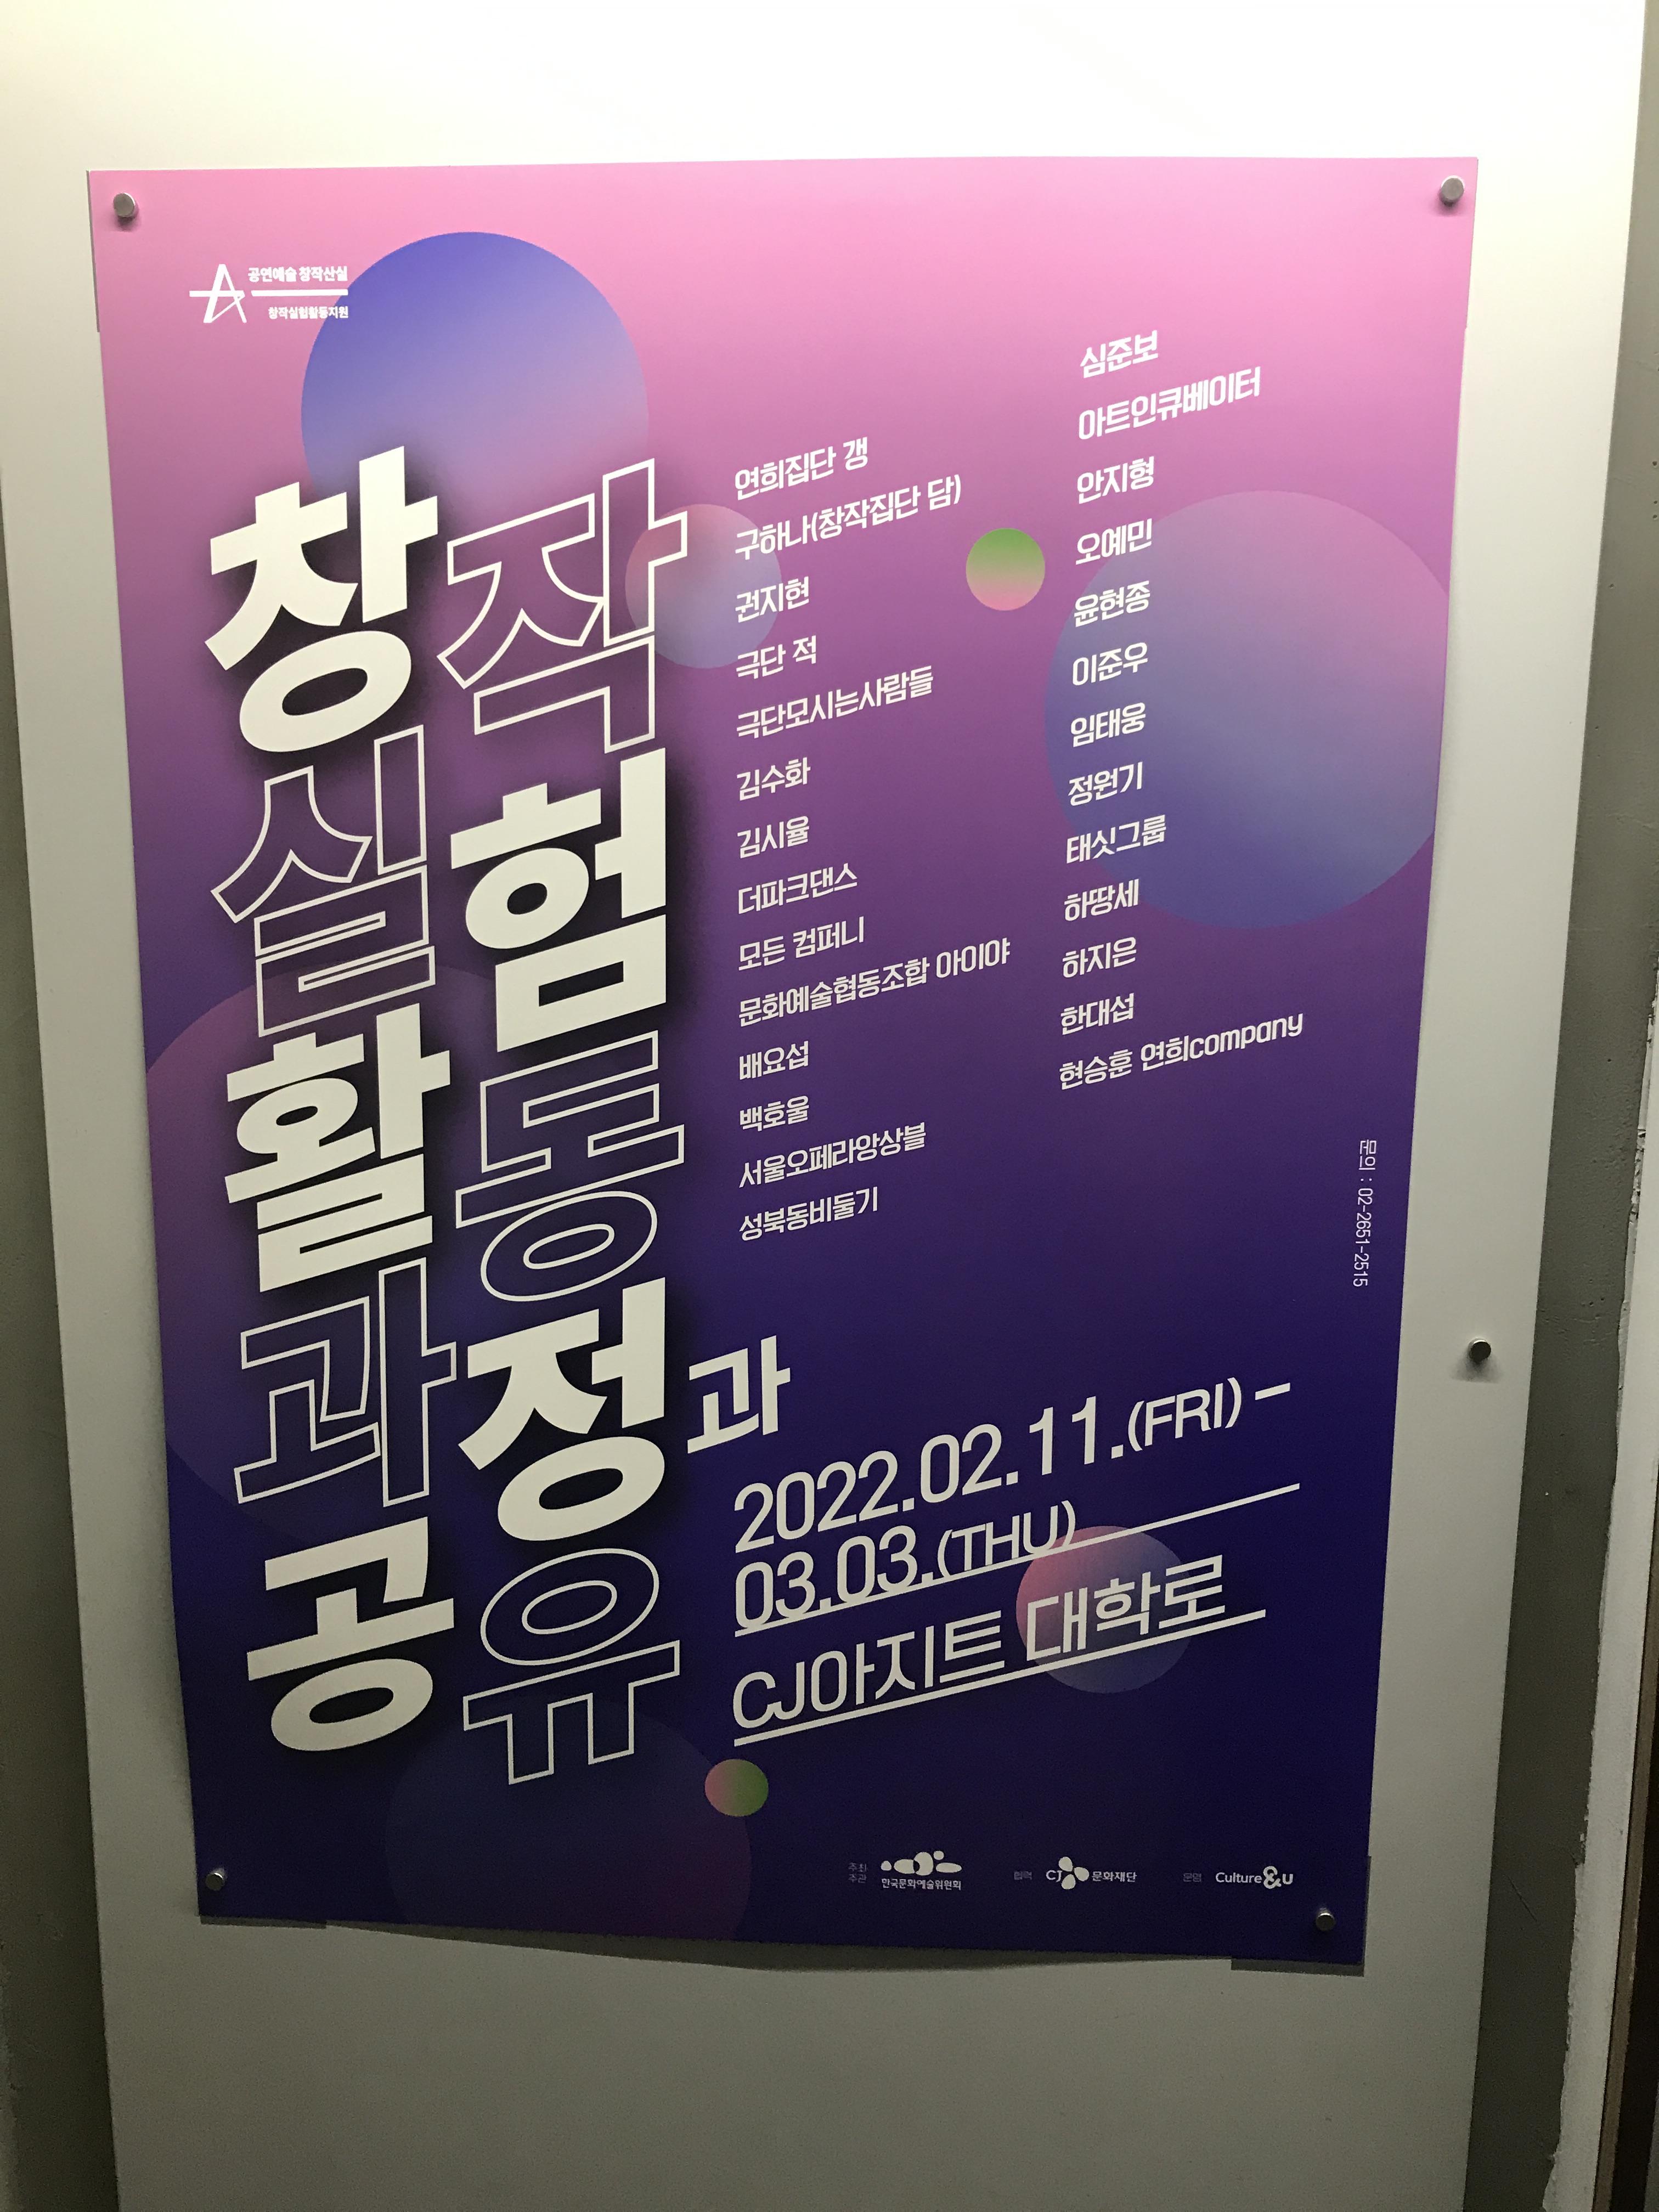 공연예술 창작산실
창작실험활동지원
창작
실험
활동
과정과
공유
연희집단 갱
구하나(창작집단 담)
권지현
극단 적
극단모시는사람들
김수화
김시율
더파크댄스
모든 컴퍼니
문화예술협동조합 아이야
배요섭
백호울
서울오페라앙상블
성북동비둘기
심준보
아트인큐베이터
안지형
오예민
윤현종
이준우
임태웅
정원기
태싯그룹
하땅세
하지은
한대섭
현승훈 연희company
문의 : 02-2651-2515
2022.02.11.(FRI) –
03.03.(THU)
CJ아지트 대학로
주최
주관
한국문화예술위원회
협력
CJ 문화재단
운영
Culture&U